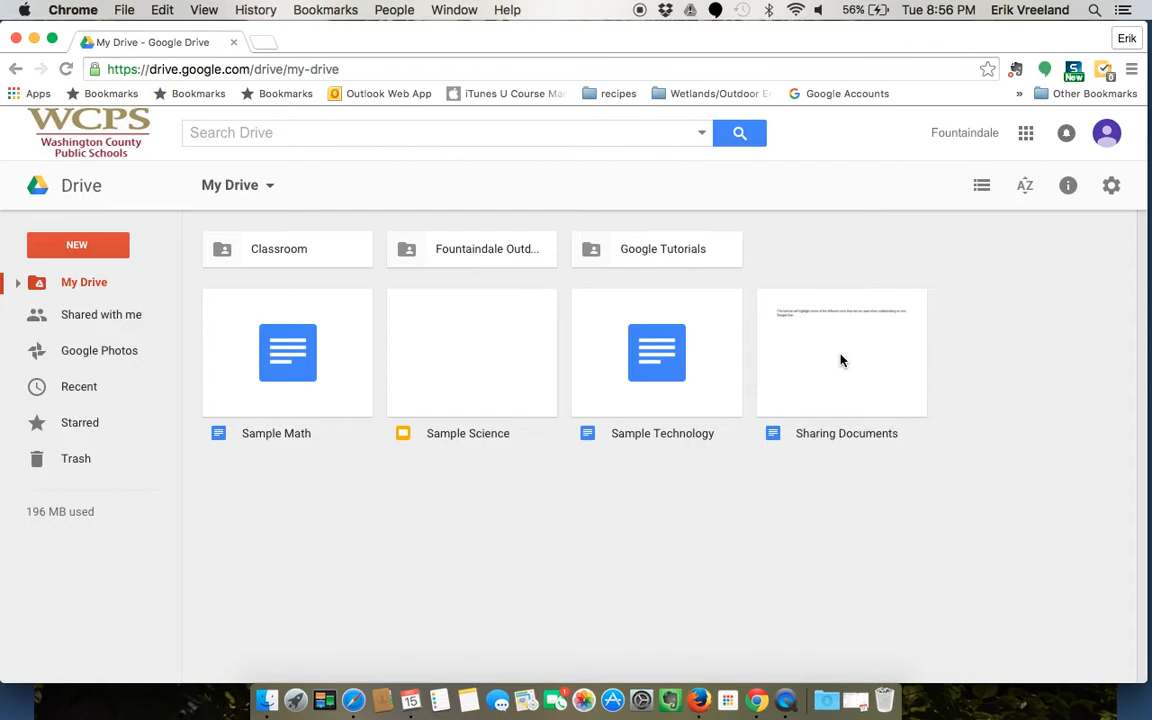 Chrome File Edit View History Bookmarks People Window Help 56% Tue 8:56 PM Erik Vreeland
My Drive - Google Drive Erik
https://drive.google.com/drive/my-drive New 0
Apps Bookmarks Bookmarks Bookmarks Outlook Web App iTunes U Course Ma recipes Wetlands/Outdoor E Google Accounts » Other Bookmarks
WCPS
Washington County
Public Schools
Search Drive Fountaindale
Drive My Drive
NEW
My Drive
Shared with me
Google Photos
Recent
Starred
Trash
196 MB used
Classroom Fountaindale Outd... Google Tutorials
Sample Math Sample Science Sample Technology Sharing Documents
15 1